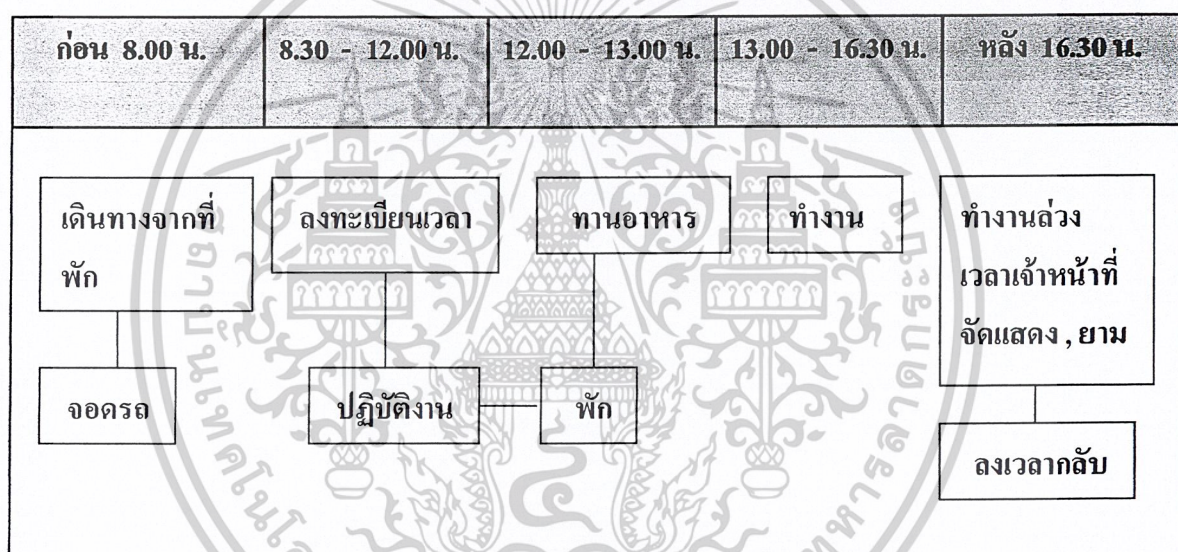 ก่อน 8.00 น. 8.30 - 12.00 น. 12.00 - 13.00 น. 13.00 - 16.30 น. หลัง 16.30 น.
เดินทางจากที่
พัก
ลงทะเบียนเวลา
ทานอาหาร
ทำงาน
ทำงานล่วง
เวลาเจ้าหน้าที่
จัดแสดง , ยาม
จอดรถ
ปฏิบัติงาน
พัก
ลงเวลากลับ